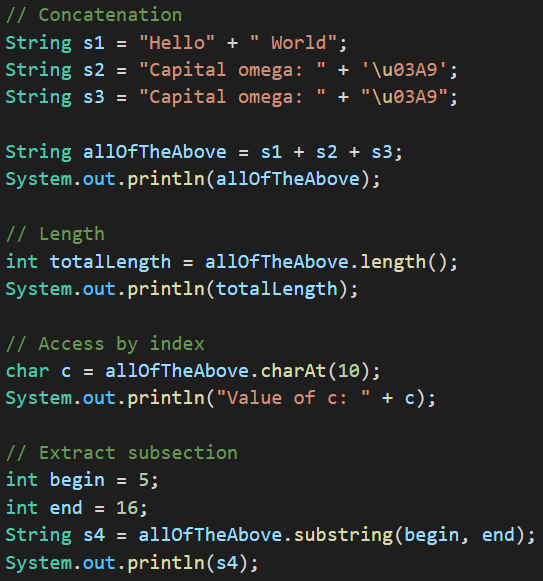 // Concatenation
String s1 = "Hello" + " World";
String s2 = "Capital omega: " + '\u03A9';
String s3 = "Capital omega: " + "\u03A9";
String allOfTheAbove = s1 + s2 + s3;
System.out.println(allOfTheAbove);
// Length
int totalLength = allOfTheAbove.length();
System.out.println(totalLength);
// Access by index
char c = allOfTheAbove.charAt(10);
System.out.println("Value of c: " + c);
// Extract subsection
int begin = 5;
int end = 16;
String s4 = allOfTheAbove.substring(begin, end);
System.out.println(s4);